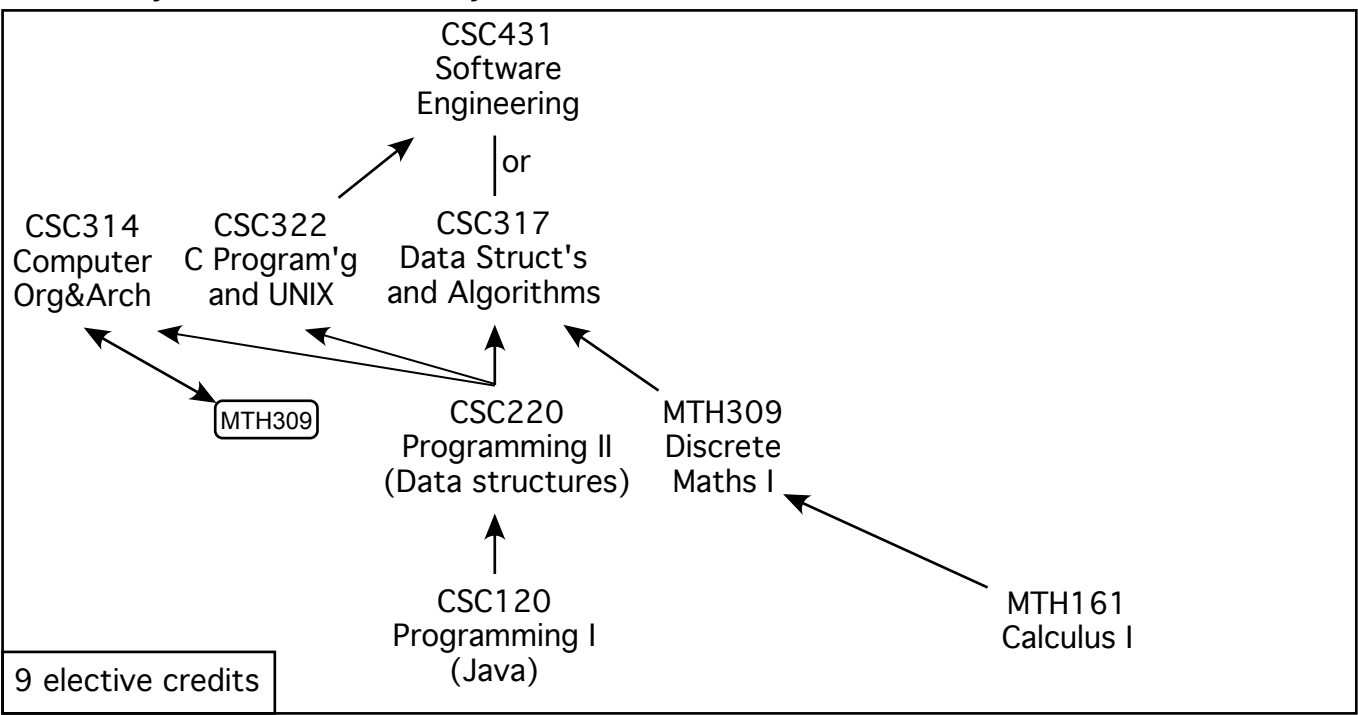 CSC431
Software
Engineering
or
CSC314
Computer
Org&Arch
CSC322
C Program'g
and UNIX
CSC317
Data Struct's
and Algorithms
MTH309
CSC220
Programming II
(Data structures)
MTH309
Discrete
Maths I
CSC120
Programming I
(Java)
MTH161
Calculus I
9 elective credits